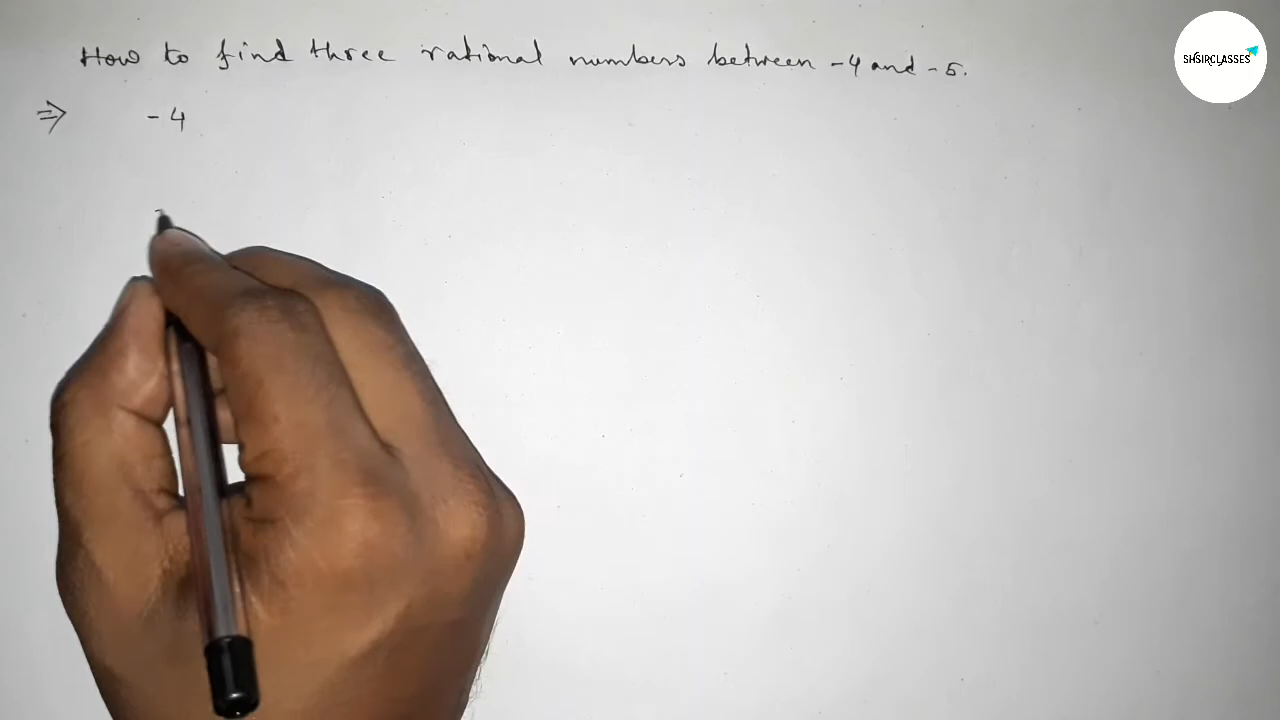 How to find three rational numbers between -4 and -5.
⇒ -4
SHSIRCLASSES